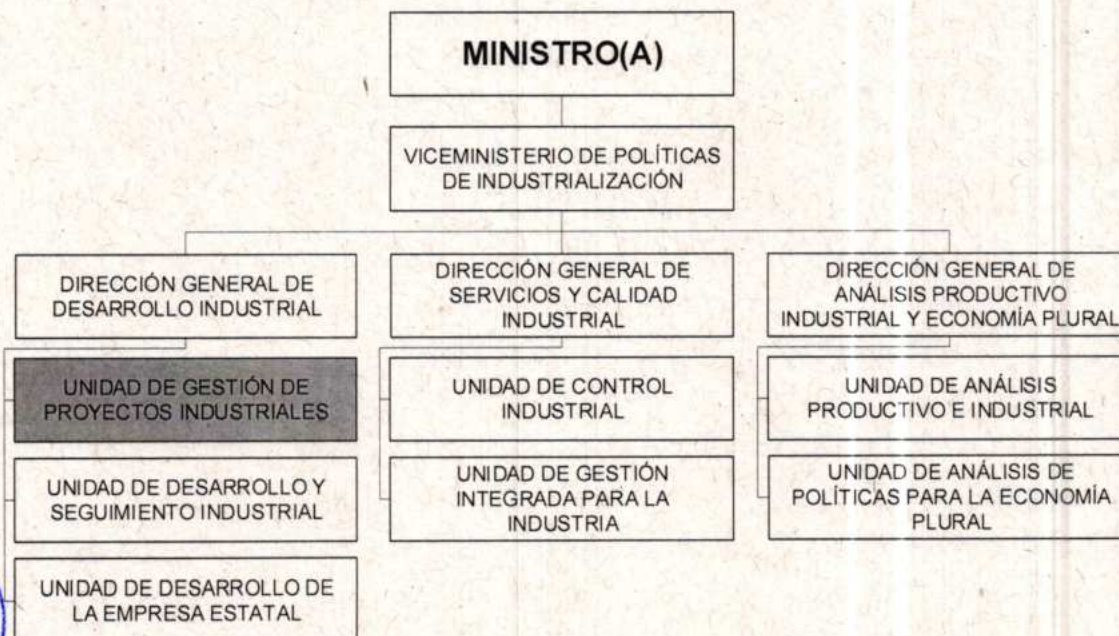 MINISTRO(A)
VICEMINISTERIO DE POLÍTICAS
DE INDUSTRIALIZACIÓN
DIRECCIÓN GENERAL DE
DESARROLLO INDUSTRIAL
DIRECCIÓN GENERAL DE
SERVICIOS Y CALIDAD
INDUSTRIAL
DIRECCIÓN GENERAL DE
ANÁLISIS PRODUCTIVO
INDUSTRIAL Y ECONOMÍA PLURAL
UNIDAD DE GESTIÓN DE
PROYECTOS INDUSTRIALES
UNIDAD DE CONTROL
INDUSTRIAL
UNIDAD DE ANÁLISIS
PRODUCTIVO E INDUSTRIAL
UNIDAD DE DESARROLLO Y
SEGUIMIENTO INDUSTRIAL
UNIDAD DE GESTIÓN
INTEGRADA PARA LA
INDUSTRIA
UNIDAD DE ANÁLISIS DE
POLÍTICAS PARA LA ECONOMÍA
PLURAL
UNIDAD DE DESARROLLO DE
LA EMPRESA ESTATAL